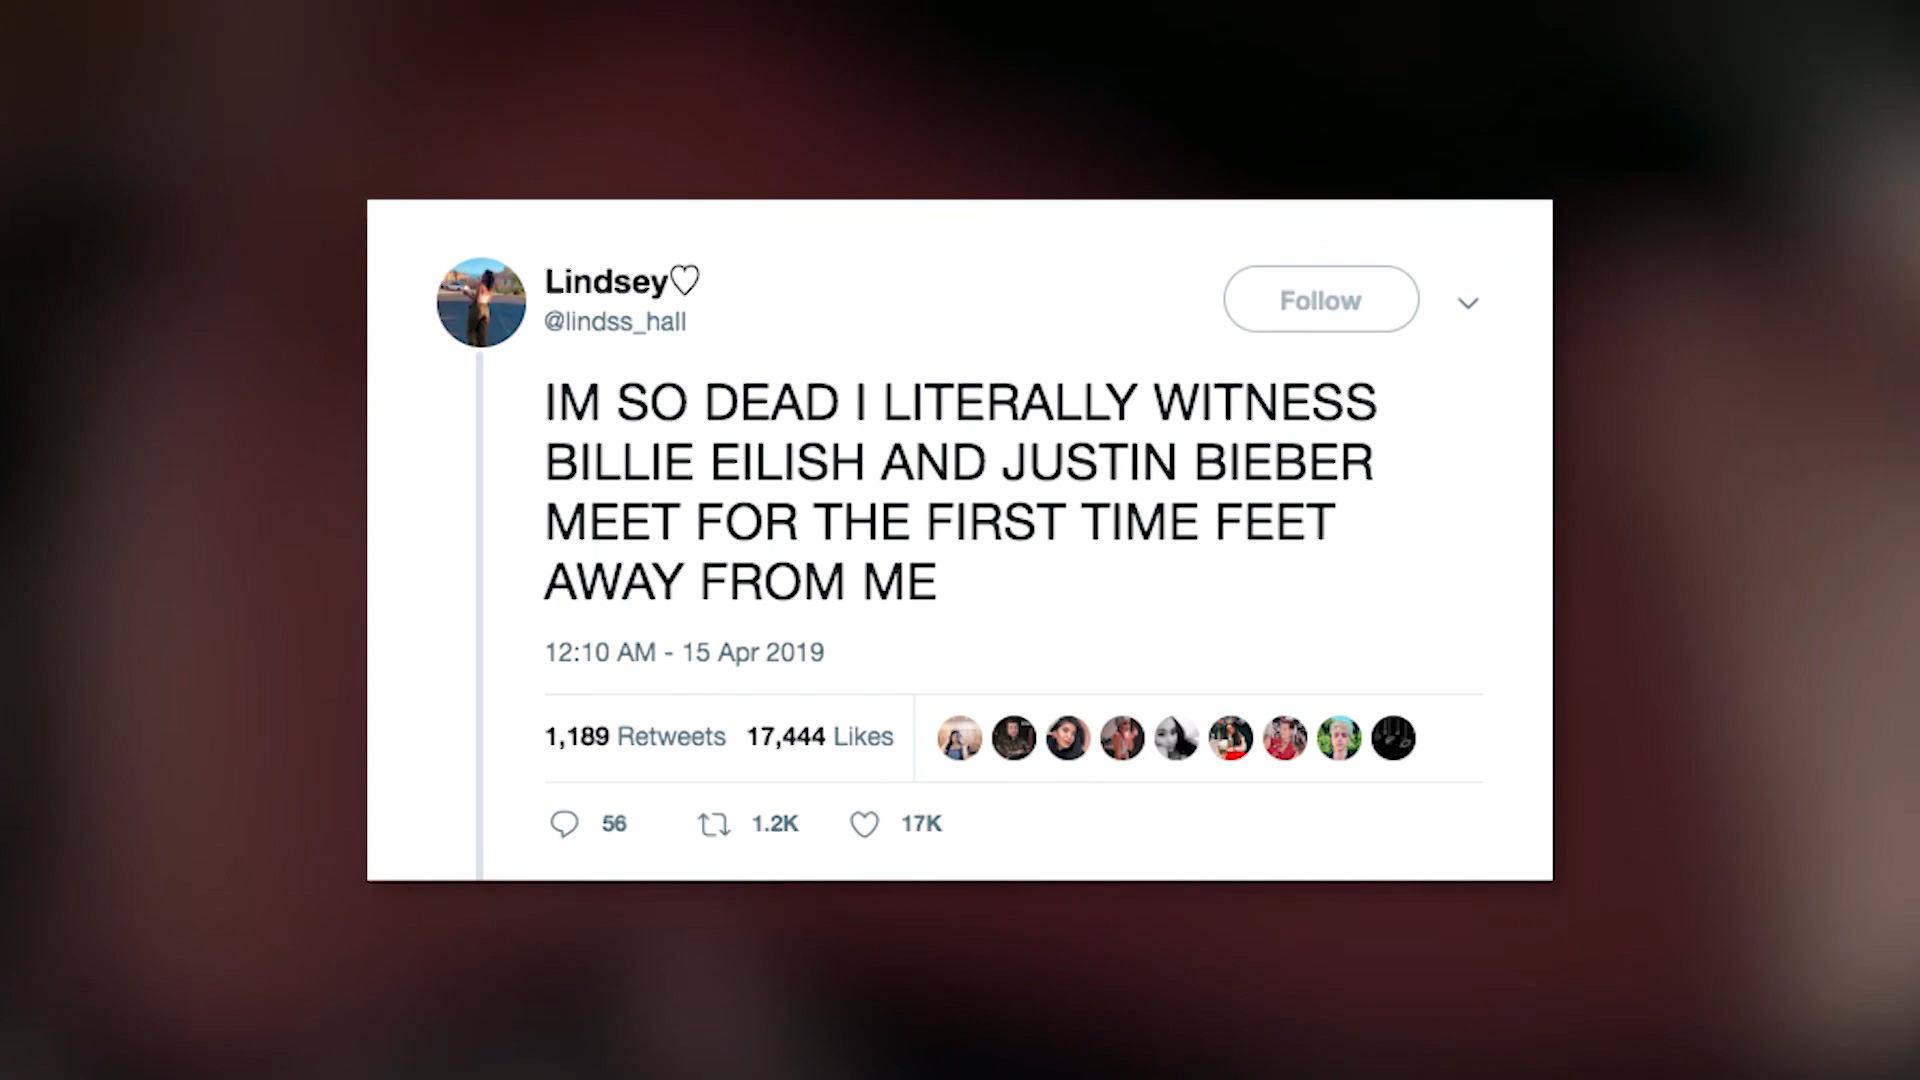 Lindsey♡
@lindss_hall
Follow
IM SO DEAD I LITERALLY WITNESS
BILLIE EILISH AND JUSTIN BIEBER
MEET FOR THE FIRST TIME FEET
AWAY FROM ME
12:10 AM - 15 Apr 2019
1,189 Retweets 17,444 Likes
56 1.2K 17K